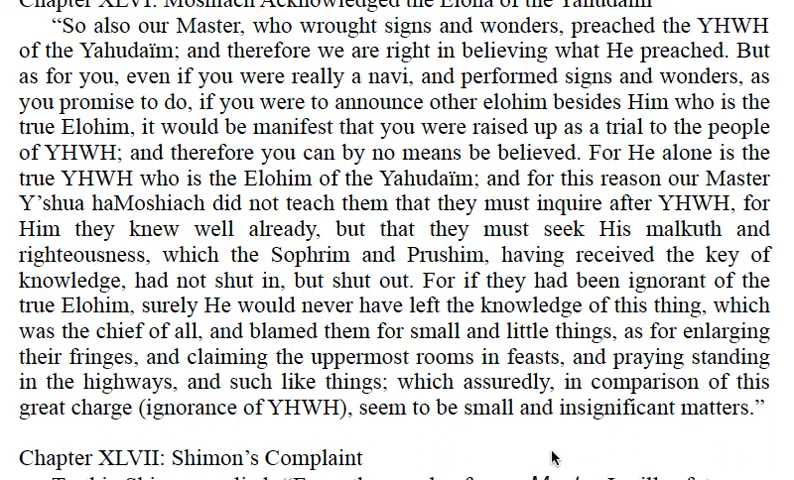 Chapter XLVI: Moshiach Acknowledged the Eloha of the Yahudaïm
“So also our Master, who wrought signs and wonders, preached the YHWH
of the Yahudaïm; and therefore we are right in believing what He preached. But
as for you, even if you were really a navi, and performed signs and wonders, as
you promise to do, if you were to announce other elohim besides Him who is the
true Elohim, it would be manifest that you were raised up as a trial to the people
of YHWH; and therefore you can by no means be believed. For He alone is the
true YHWH who is the Elohim of the Yahudaïm; and for this reason our Master
Y’shua haMoshiach did not teach them that they must inquire after YHWH, for
Him they knew well already, but that they must seek His malkuth and
righteousness, which the Sophrim and Prushim, having received the key of
knowledge, had not shut in, but shut out. For if they had been ignorant of the
true Elohim, surely He would never have left the knowledge of this thing, which
was the chief of all, and blamed them for small and little things, as for enlarging
their fringes, and claiming the uppermost rooms in feasts, and praying standing
in the highways, and such like things; which assuredly, in comparison of this
great charge (ignorance of YHWH), seem to be small and insignificant matters.”
Chapter XLVII: Shimon’s Complaint